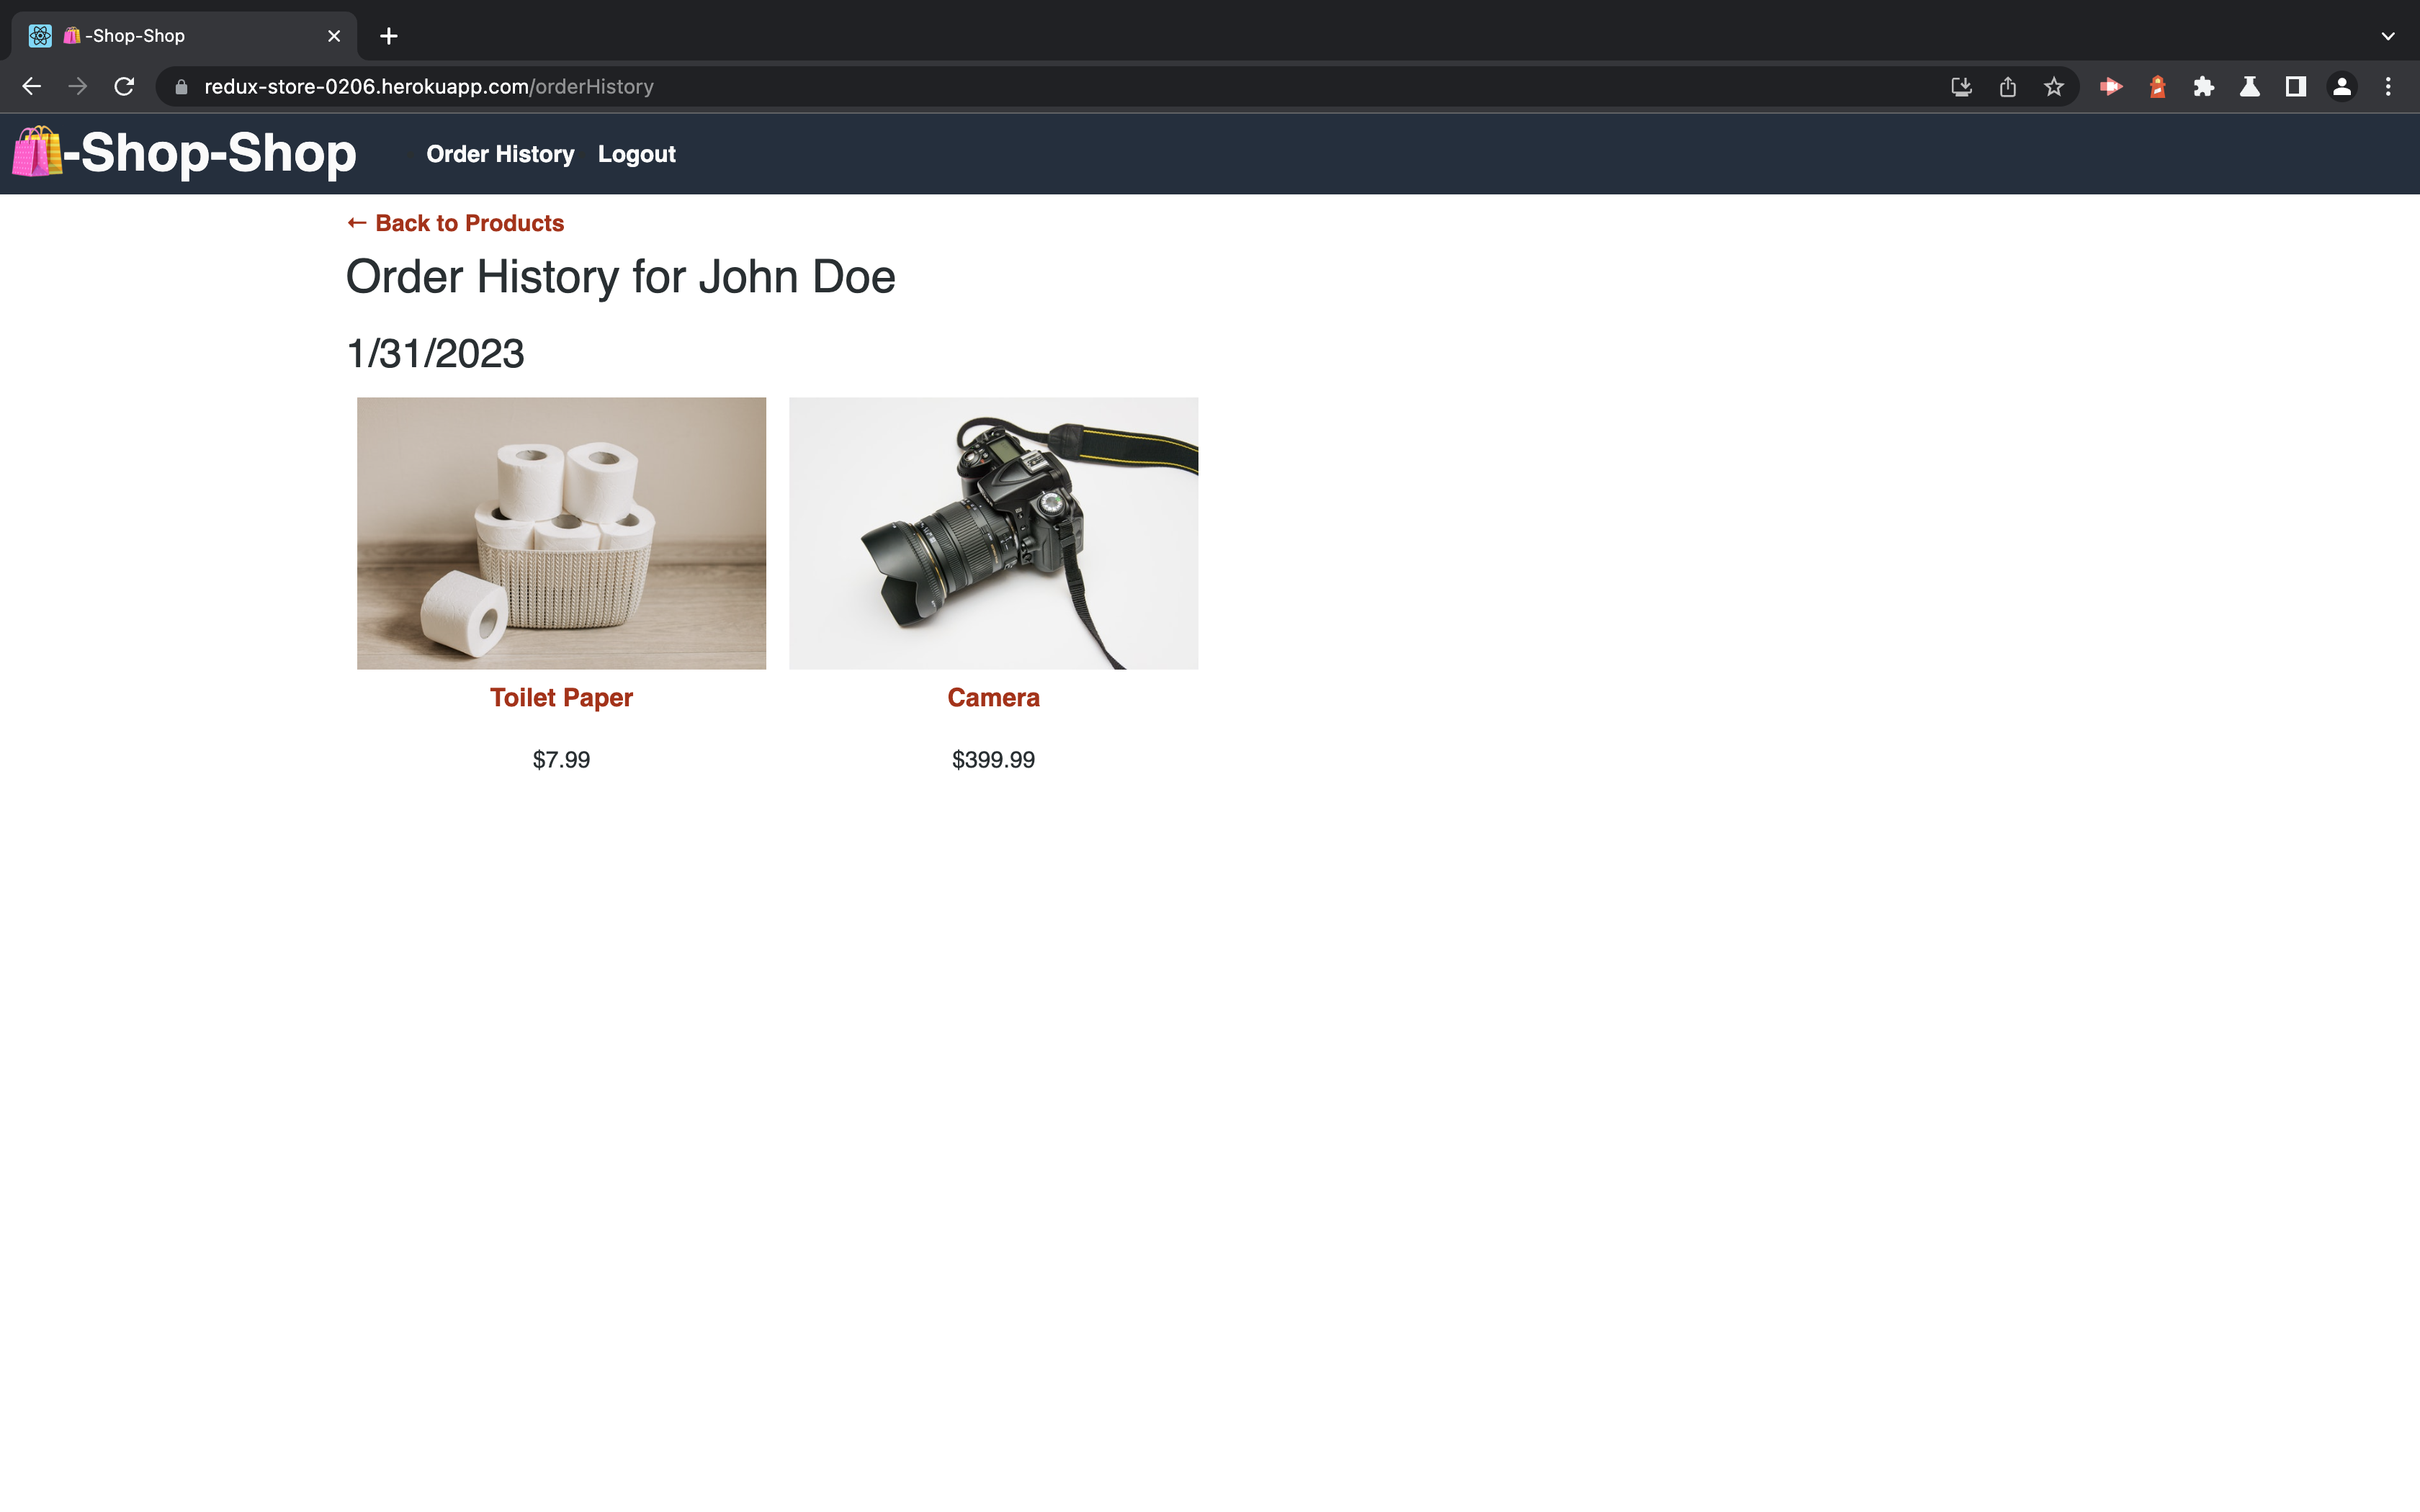 -Shop-Shop
redux-store-0206.herokuapp.com/orderHistory
-Shop-Shop Order History Logout
← Back to Products
Order History for John Doe
1/31/2023
Toilet Paper Camera
$7.99 $399.99